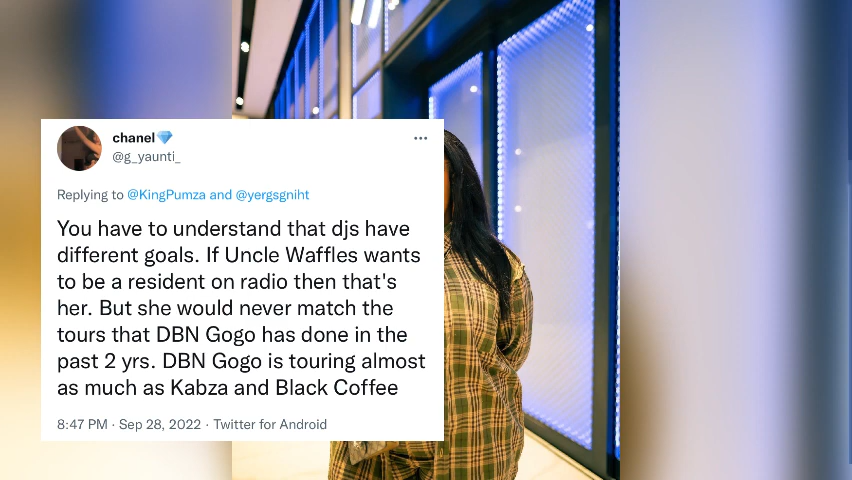 chanel💎
@g_yaunti_
Replying to @KingPumza and @yergsgniht
You have to understand that djs have
different goals. If Uncle Waffles wants
to be a resident on radio then that's
her. But she would never match the
tours that DBN Gogo has done in the
past 2 yrs. DBN Gogo is touring almost
as much as Kabza and Black Coffee
8:47 PM · Sep 28, 2022 · Twitter for Android